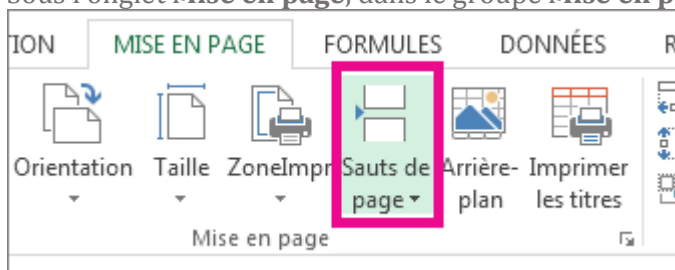 sous l'onglet Mise en page, dans le groupe Mise en p
TION MISE EN PAGE FORMULES DONNÉES R
Orientation Taille ZoneImpr Sauts de Arrière- Imprimer
page plan les titres
Mise en page